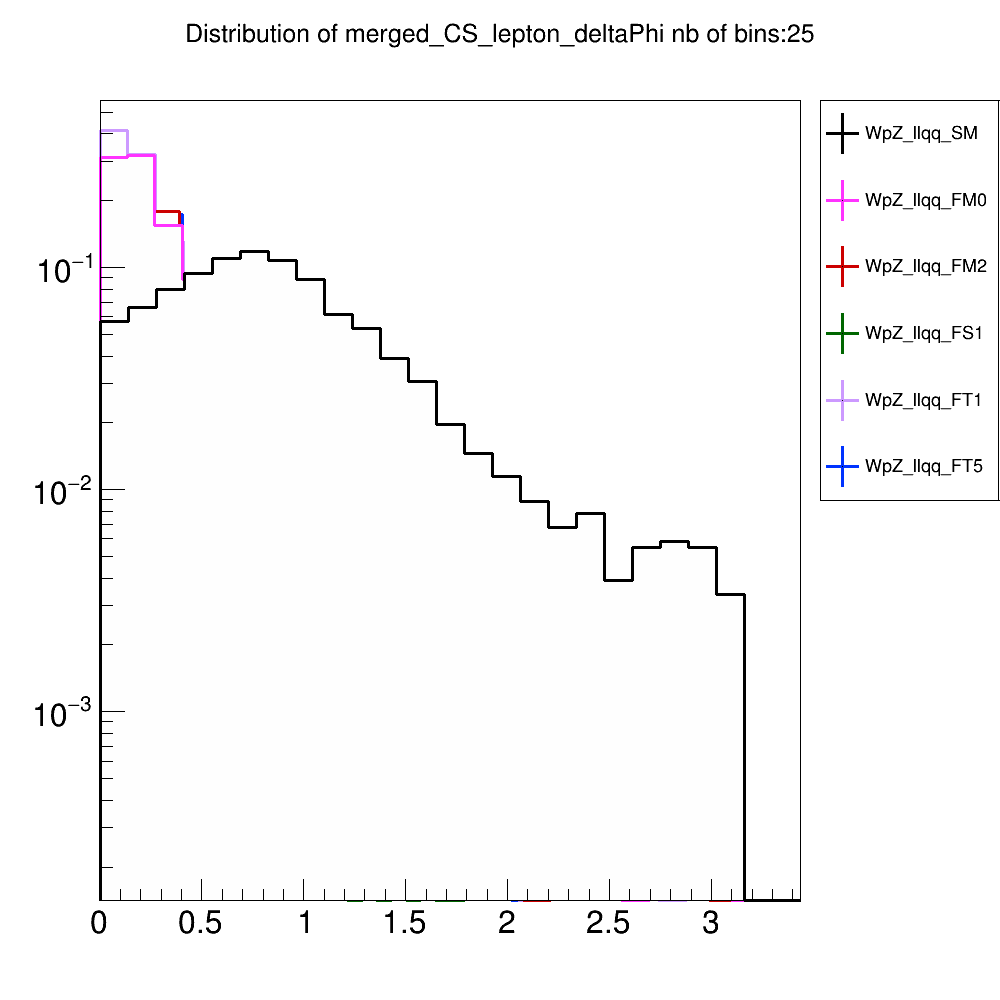 Distribution of merged_CS_lepton_deltaPhi nb of bins:25
WpZ_llqq_SM
WpZ_llqq_FM0
WpZ_llqq_FM2
WpZ_llqq_FS1
WpZ_llqq_FT1
WpZ_llqq_FT5
10⁻¹
10⁻²
10⁻³
0 0.5 1 1.5 2 2.5 3